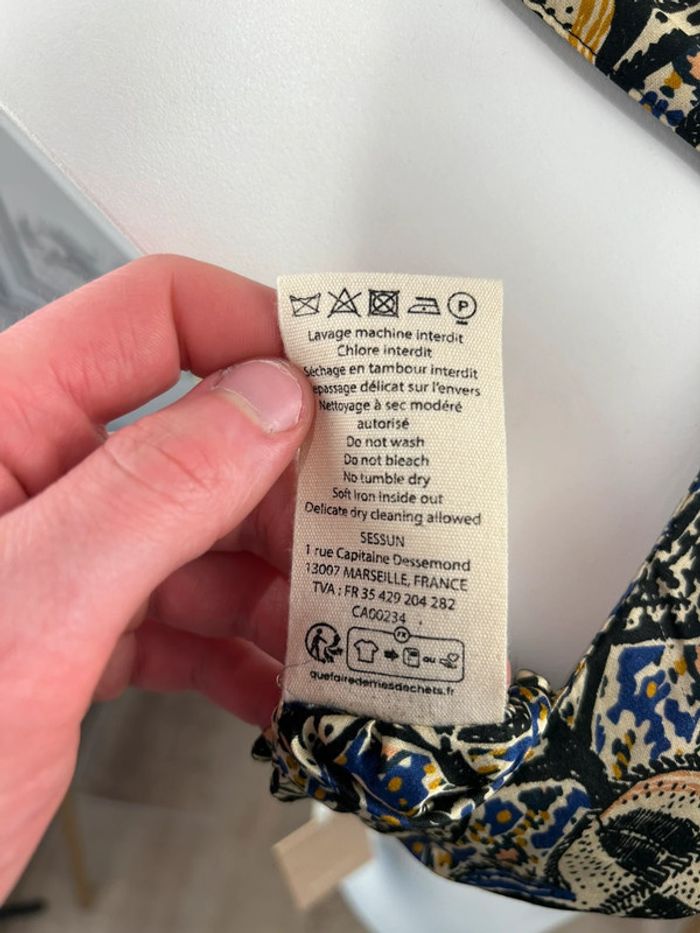 P
Lavage machine interdit
Chlore interdit
Séchage en tambour interdit
epassage délicat sur l'envers
Nettoyage à sec modéré
autorisé
Do not wash
Do not bleach
No tumble dry
Soft iron inside out
Delicate dry cleaning allowed
SESSUN
1 rue Capitaine Dessemond
13007 MARSEILLE, FRANCE
TVA : FR 35 429 204 282
CA00234
FR
ou
quefairedemesdechets.fr